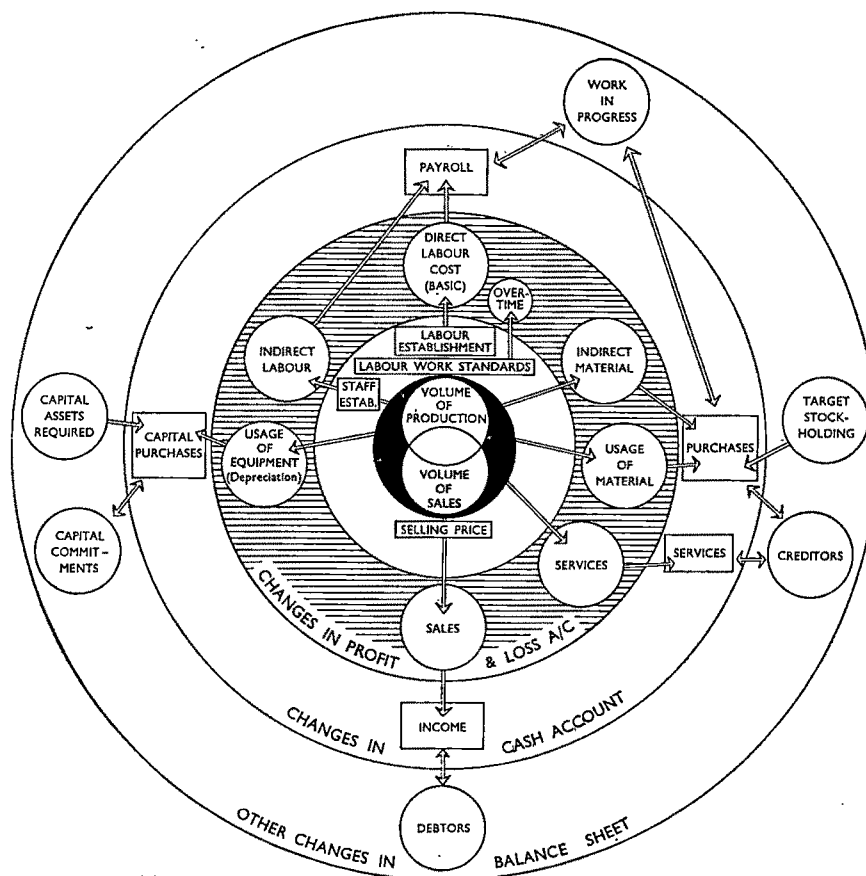 WORK
IN
PROGRESS
PAYROLL
DIRECT
LABOUR
COST
(BASIC)
OVER-
TIME
LABOUR
ESTABLISHMENT
LABOUR WORK STANDARDS
INDIRECT
LABOUR
STAFF
ESTAB.
INDIRECT
MATERIAL
VOLUME
OF
PRODUCTION
VOLUME
OF
SALES
CAPITAL
ASSETS
REQUIRED
CAPITAL
PURCHASES
USAGE
OF
EQUIPMENT
(Depreciation)
USAGE
OF
MATERIAL
PURCHASES
TARGET
STOCK-
HOLDING
SELLING PRICE
CAPITAL
COMMIT-
MENTS
SERVICES
SERVICES
CREDITORS
SALES
CHANGES IN PROFIT & LOSS A/C
INCOME
CHANGES IN CASH ACCOUNT
DEBTORS
OTHER CHANGES IN BALANCE SHEET